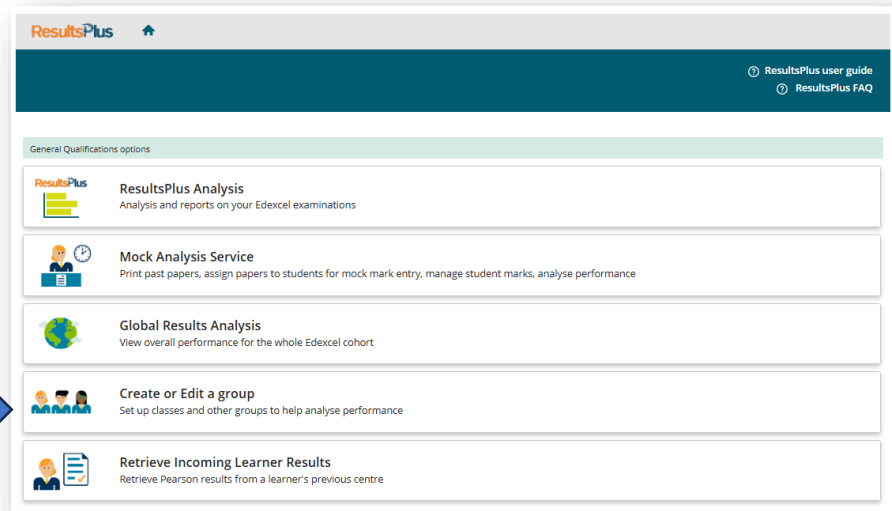 ResultsPlus
ResultsPlus user guide
ResultsPlus FAQ
General Qualifications options
ResultsPlus
ResultsPlus Analysis
Analysis and reports on your Edexcel examinations
Mock Analysis Service
Print past papers, assign papers to students for mock mark entry, manage student marks, analyse performance
Global Results Analysis
View overall performance for the whole Edexcel cohort
Create or Edit a group
Set up classes and other groups to help analyse performance
Retrieve Incoming Learner Results
Retrieve Pearson results from a learner's previous centre